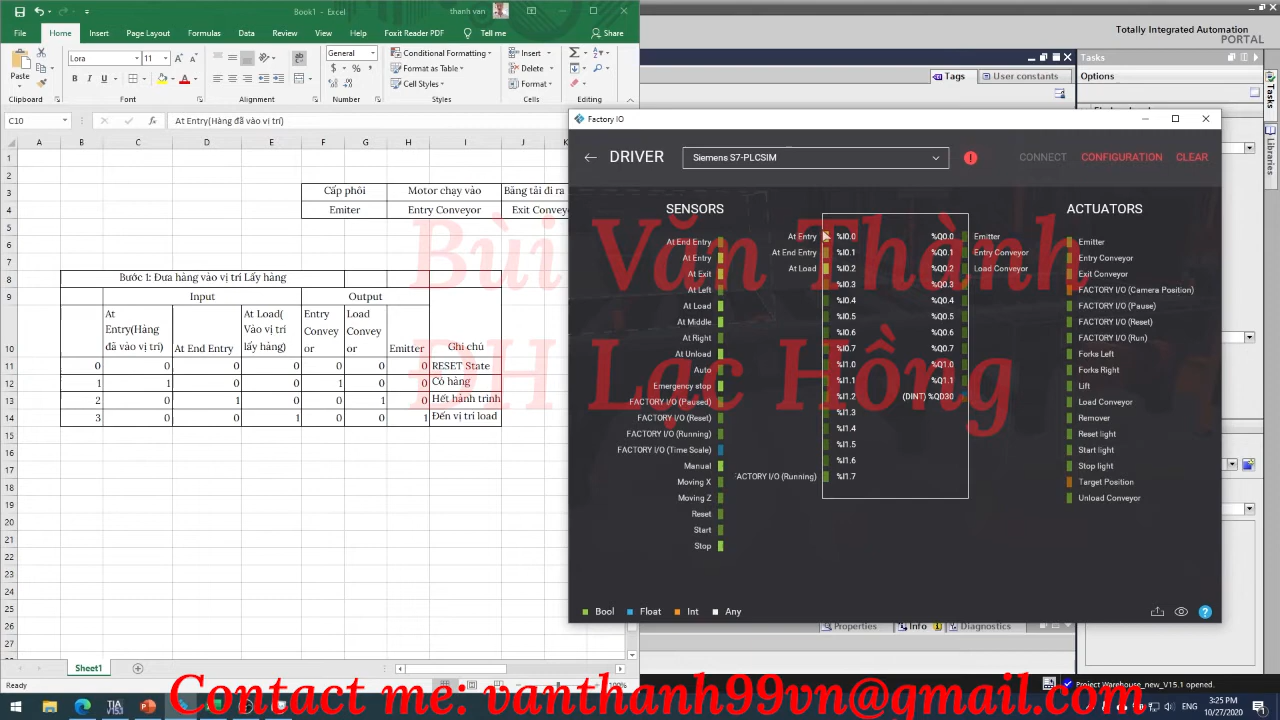 Book1 - Excel
thanh van
File Home Insert Page Layout Formulas Data Review View Foxit Reader PDF Tell me Share
Lora 11 General Conditional Formatting Insert
Paste Format as Table Delete
Cell Styles Format
Clipboard Font Alignment Number Styles Cells Editing
C10 At Entry(Hàng đã vào vị trí)
A B C D E F G H I J K
Cấp phôi Motor chạy vào Băng tải đi ra
Emiter Entry Conveyor Exit Conveyo
Bước 1: Đưa hàng vào vị trí Lấy hàng
Input Output
At Entry(Hàng đã vào vị trí) At End Entry At Load( Vào vị trí lấy hàng) Entry Convey or Load Convey or Emitter Ghi chú
0 0 0 0 0 0 0 RESET State
1 1 0 0 1 0 0 Có hàng
2 0 1 0 0 1 0 Hết hành trình
3 0 0 1 0 0 1 Đến vị trí load
Sheet1
Ready
Totally Integrated Automation
PORTAL
Tags User constants
Tasks
Options
Tasks
Libraries
Factory IO
DRIVER Siemens S7-PLCSIM CONNECT CONFIGURATION CLEAR
SENSORS
At End Entry
At Entry
At Exit
At Left
At Load
At Middle
At Right
At Unload
Auto
Emergency stop
FACTORY I/O (Paused)
FACTORY I/O (Reset)
FACTORY I/O (Running)
FACTORY I/O (Time Scale)
Manual
Moving X
Moving Z
Reset
Start
Stop
At Entry %I0.0 %Q0.0 Emitter
At End Entry %I0.1 %Q0.1 Entry Conveyor
At Load %I0.2 %Q0.2 Load Conveyor
%I0.3 %Q0.3
%I0.4 %Q0.4
%I0.5 %Q0.5
%I0.6 %Q0.6
%I0.7 %Q0.7
%I1.0 %Q1.0
%I1.1 %Q1.1
%I1.2 (DINT) %QD30
%I1.3
%I1.4
%I1.5
%I1.6
ACTORY I/O (Running) %I1.7
ACTUATORS
Emitter
Entry Conveyor
Exit Conveyor
FACTORY I/O (Camera Position)
FACTORY I/O (Pause)
FACTORY I/O (Reset)
FACTORY I/O (Run)
Forks Left
Forks Right
Lift
Load Conveyor
Remover
Reset light
Start light
Stop light
Target Position
Unload Conveyor
Bool Float Int Any
Bùi Văn Thành
ĐH Lạc Hồng
Properties Info Diagnostics
Project Warehouse_new_V15.1 opened.
Contact me: vanthanh99vn@gmail.com
3:25 PM
10/27/2020